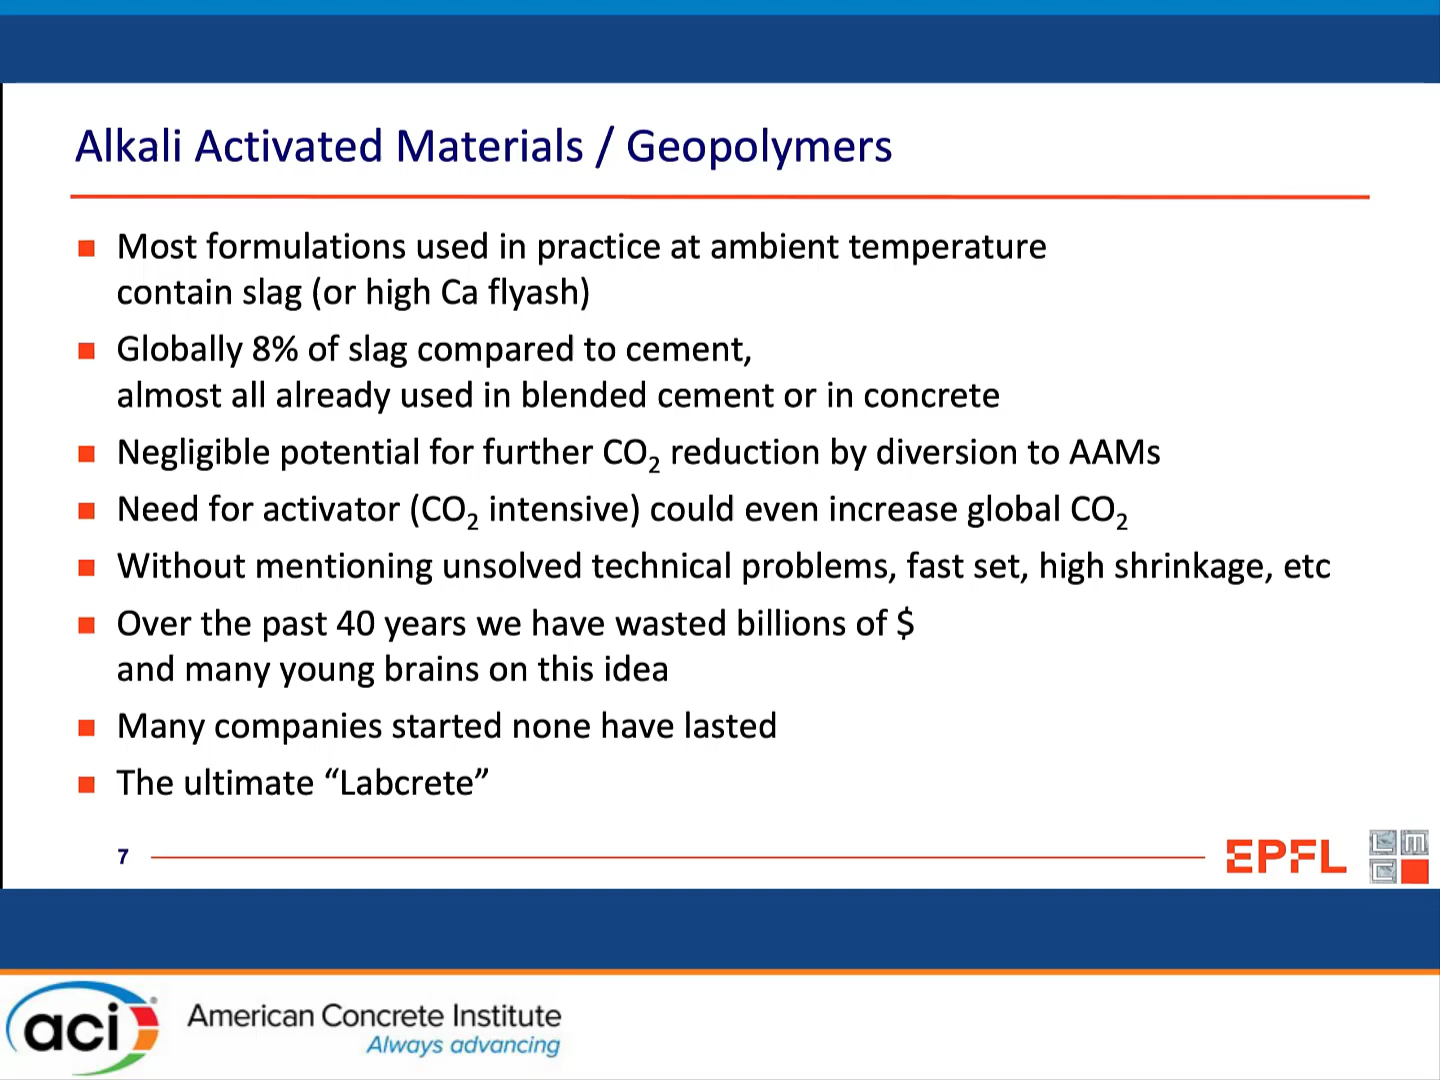 Alkali Activated Materials / Geopolymers
Most formulations used in practice at ambient temperature
contain slag (or high Ca flyash)
Globally 8% of slag compared to cement,
almost all already used in blended cement or in concrete
Negligible potential for further CO₂ reduction by diversion to AAMs
Need for activator (CO₂ intensive) could even increase global CO₂
Without mentioning unsolved technical problems, fast set, high shrinkage, etc
Over the past 40 years we have wasted billions of $
and many young brains on this idea
Many companies started none have lasted
The ultimate “Labcrete”
7
EPFL
L M
C
aci
American Concrete Institute
Always advancing